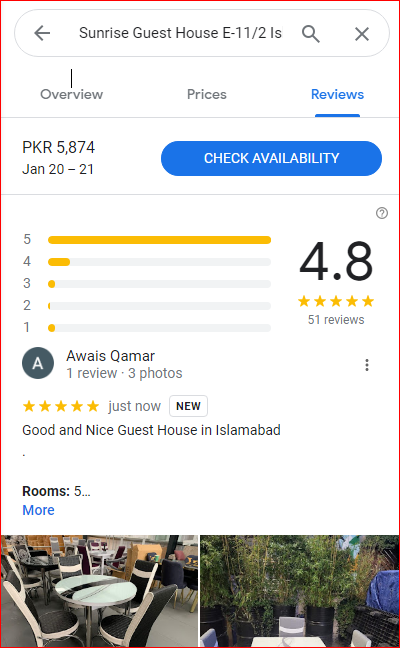 Sunrise Guest House E-11/2 Is
Overview Prices Reviews
PKR 5,874
Jan 20 – 21
CHECK AVAILABILITY
5
4
3
2
1
4.8
51 reviews
A
Awais Qamar
1 review · 3 photos
just now NEW
Good and Nice Guest House in Islamabad
.
Rooms: 5…
More